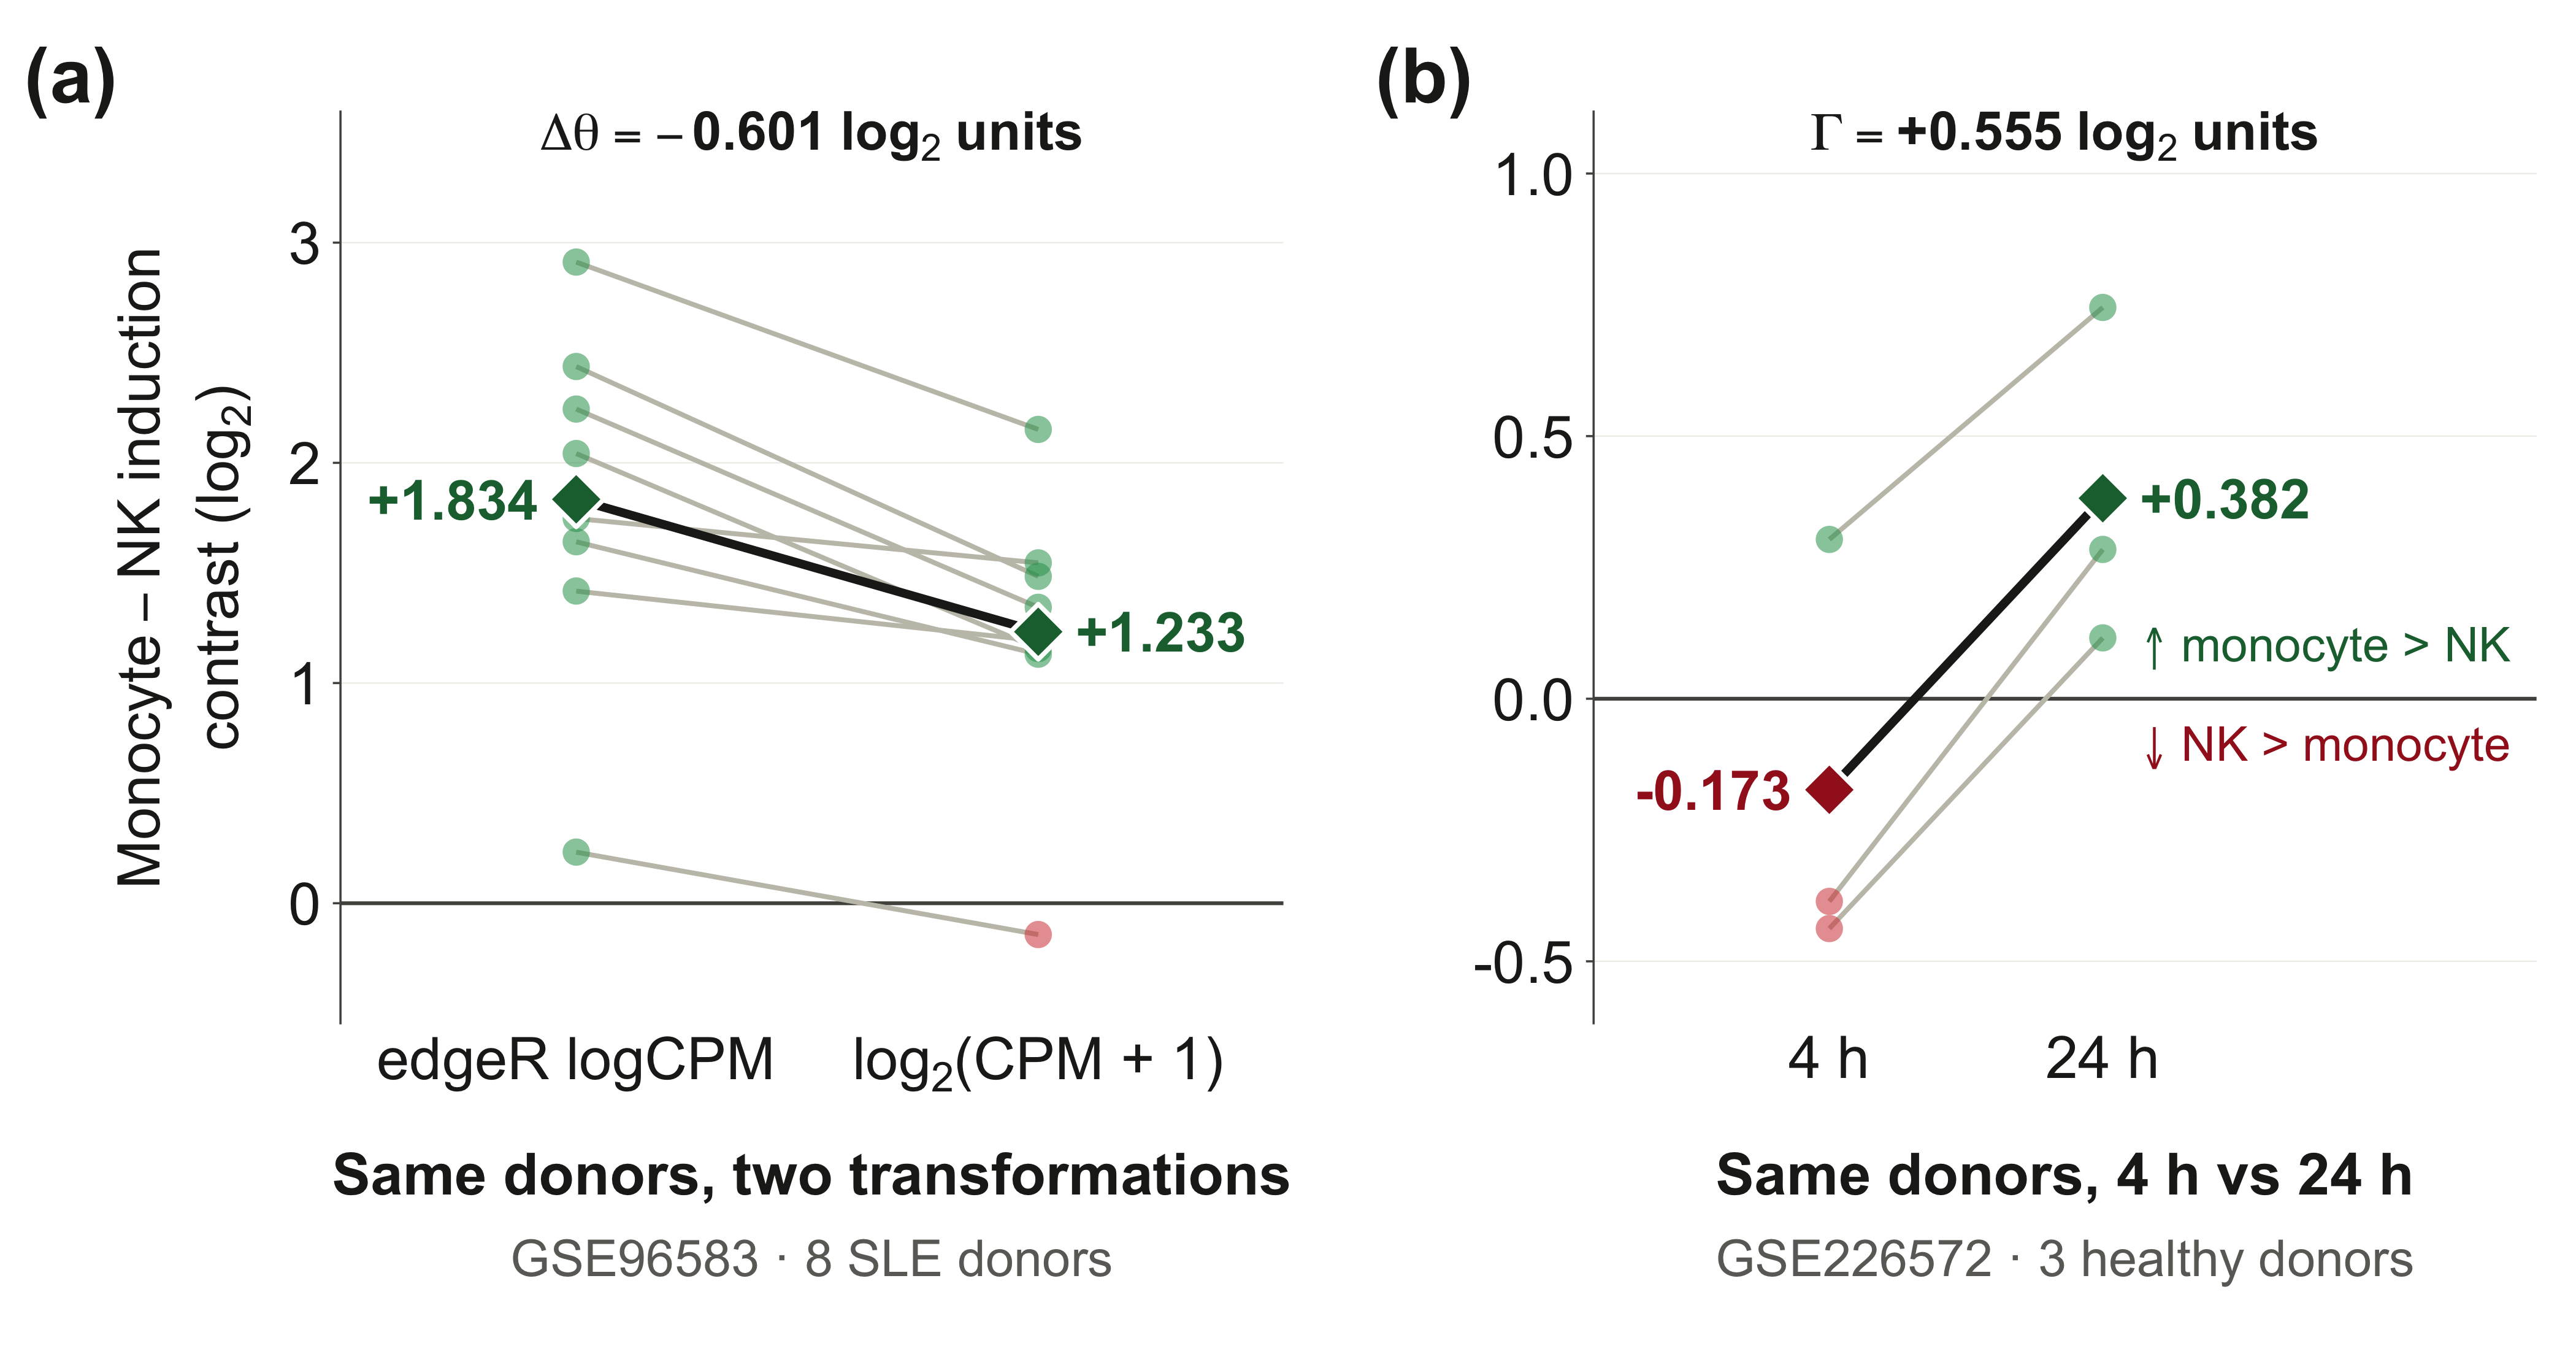 (a)
Δθ = − 0.601 log₂ units
Monocyte – NK induction
contrast (log₂)
3
2
1
0
+1.834
+1.233
edgeR logCPM
log₂(CPM + 1)
Same donors, two transformations
GSE96583 · 8 SLE donors
(b)
Γ = +0.555 log₂ units
1.0
0.5
0.0
-0.5
+0.382
-0.173
↑ monocyte > NK
↓ NK > monocyte
4 h
24 h
Same donors, 4 h vs 24 h
GSE226572 · 3 healthy donors